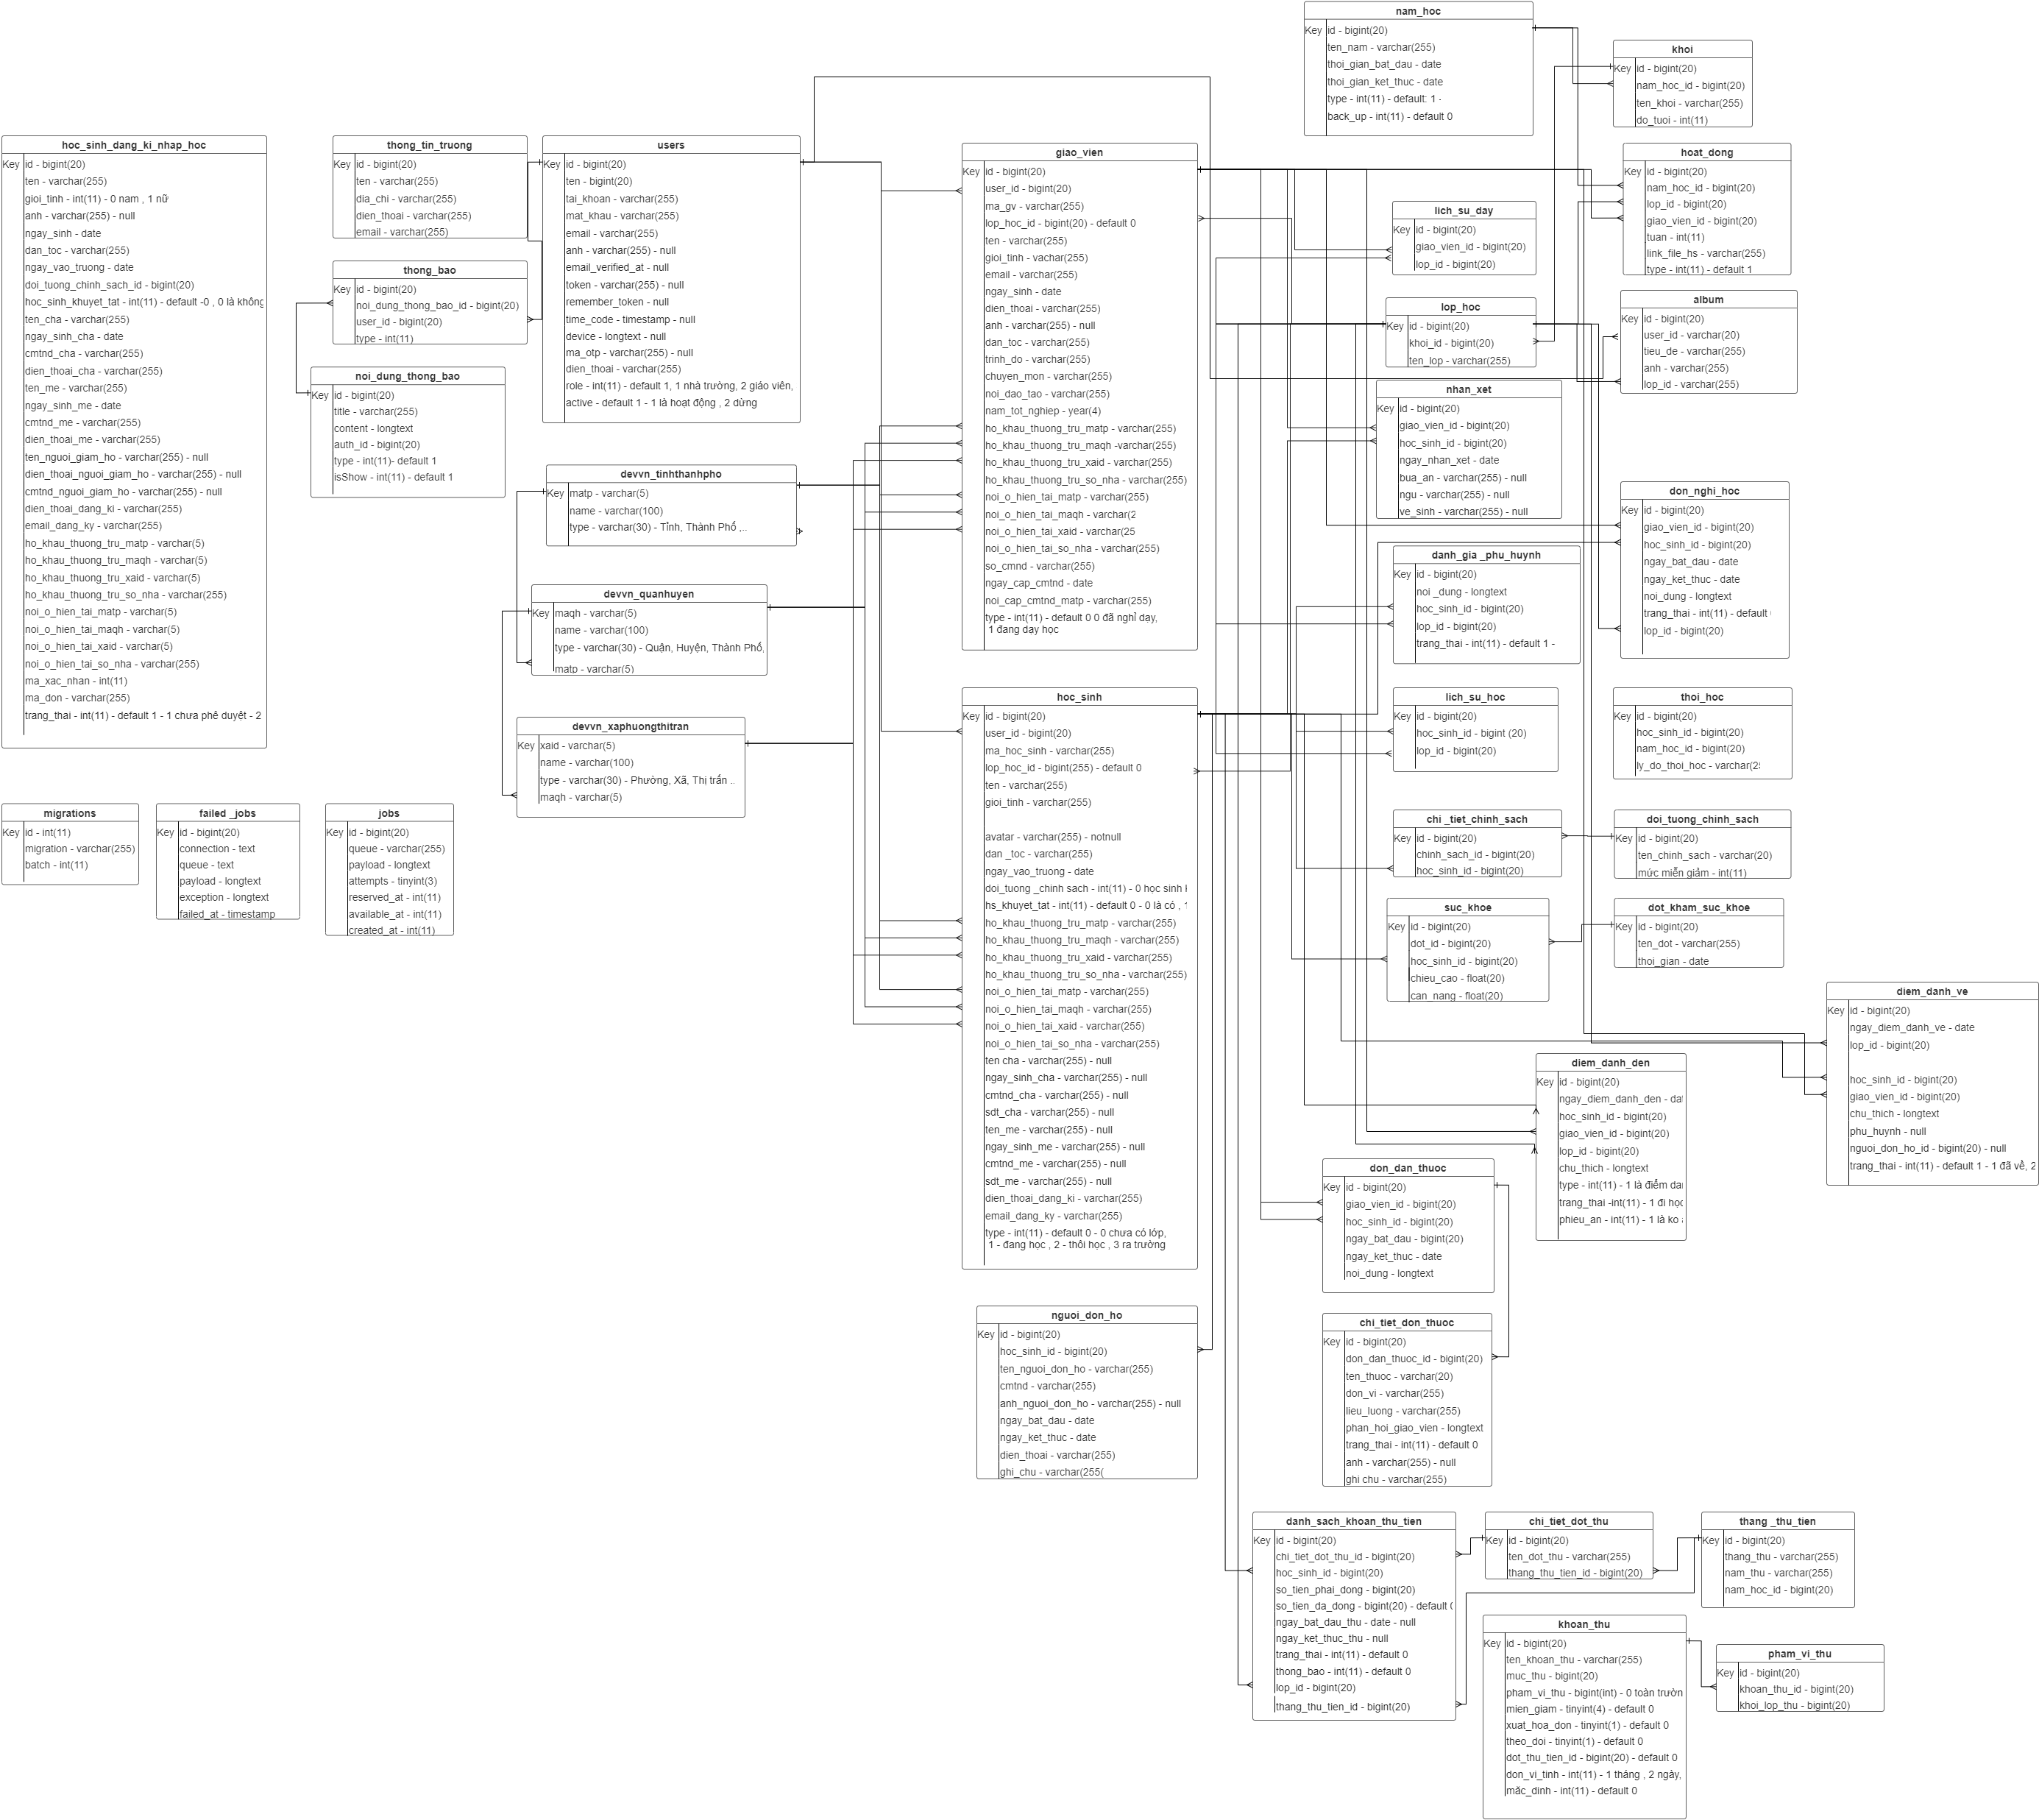 nam_hoc
Key
id - bigint(20)
ten_nam - varchar(255)
thoi_gian_bat_dau - date
thoi_gian_ket_thuc - date
type - int(11) - default: 1 -
back_up - int(11) - default 0
khoi
Key
id - bigint(20)
nam_hoc_id - bigint(20)
ten_khoi - varchar(255)
do_tuoi - int(11)
hoc_sinh_dang_ki_nhap_hoc
Key
id - bigint(20)
ten - varchar(255)
gioi_tinh - int(11) - 0 nam , 1 nữ
anh - varchar(255) - null
ngay_sinh - date
dan_toc - varchar(255)
ngay_vao_truong - date
doi_tuong_chinh_sach_id - bigint(20)
hoc_sinh_khuyet_tat - int(11) - default -0 , 0 là không
ten_cha - varchar(255)
ngay_sinh_cha - date
cmtnd_cha - varchar(255)
dien_thoai_cha - varchar(255)
ten_me - varchar(255)
ngay_sinh_me - date
cmtnd_me - varchar(255)
dien_thoai_me - varchar(255)
ten_nguoi_giam_ho - varchar(255) - null
dien_thoai_nguoi_giam_ho - varchar(255) - null
cmtnd_nguoi_giam_ho - varchar(255) - null
dien_thoai_dang_ki - varchar(255)
email_dang_ky - varchar(255)
ho_khau_thuong_tru_matp - varchar(5)
ho_khau_thuong_tru_maqh - varchar(5)
ho_khau_thuong_tru_xaid - varchar(5)
ho_khau_thuong_tru_so_nha - varchar(255)
noi_o_hien_tai_matp - varchar(5)
noi_o_hien_tai_maqh - varchar(5)
noi_o_hien_tai_xaid - varchar(5)
noi_o_hien_tai_so_nha - varchar(255)
ma_xac_nhan - int(11)
ma_don - varchar(255)
trang_thai - int(11) - default 1 - 1 chưa phê duyệt - 2
thong_tin_truong
Key
id - bigint(20)
ten - varchar(255)
dia_chi - varchar(255)
dien_thoai - varchar(255)
email - varchar(255)
thong_bao
Key
id - bigint(20)
noi_dung_thong_bao_id - bigint(20)
user_id - bigint(20)
type - int(11)
noi_dung_thong_bao
Key
id - bigint(20)
title - varchar(255)
content - longtext
auth_id - bigint(20)
type - int(11)- default 1
isShow - int(11) - default 1
users
Key
id - bigint(20)
ten - bigint(20)
tai_khoan - varchar(255)
mat_khau - varchar(255)
email - varchar(255)
anh - varchar(255) - null
email_verified_at - null
token - varchar(255) - null
remember_token - null
time_code - timestamp - null
device - longtext - null
ma_otp - varchar(255) - null
dien_thoai - varchar(255)
role - int(11) - default 1, 1 nhà trường, 2 giáo viên,
active - default 1 - 1 là hoạt động , 2 dừng
devvn_tinhthanhpho
Key
matp - varchar(5)
name - varchar(100)
type - varchar(30) - Tỉnh, Thành Phố ,..
devvn_quanhuyen
Key
maqh - varchar(5)
name - varchar(100)
type - varchar(30) - Quận, Huyện, Thành Phố,
matp - varchar(5)
devvn_xaphuongthitran
Key
xaid - varchar(5)
name - varchar(100)
type - varchar(30) - Phường, Xã, Thị trấn ..
maqh - varchar(5)
migrations
Key
id - int(11)
migration - varchar(255)
batch - int(11)
failed _jobs
Key
id - bigint(20)
connection - text
queue - text
payload - longtext
exception - longtext
failed_at - timestamp
jobs
Key
id - bigint(20)
queue - varchar(255)
payload - longtext
attempts - tinyint(3)
reserved_at - int(11)
available_at - int(11)
created_at - int(11)
giao_vien
Key
id - bigint(20)
user_id - bigint(20)
ma_gv - varchar(255)
lop_hoc_id - bigint(20) - default 0
ten - varchar(255)
gioi_tinh - vachar(255)
email - varchar(255)
ngay_sinh - date
dien_thoai - varchar(255)
anh - varchar(255) - null
dan_toc - varchar(255)
trinh_do - varchar(255)
chuyen_mon - varchar(255)
noi_dao_tao - varchar(255)
nam_tot_nghiep - year(4)
ho_khau_thuong_tru_matp - varchar(255)
ho_khau_thuong_tru_maqh -varchar(255)
ho_khau_thuong_tru_xaid - varchar(255)
ho_khau_thuong_tru_so_nha - varchar(255)
noi_o_hien_tai_matp - varchar(255)
noi_o_hien_tai_maqh - varchar(2
noi_o_hien_tai_xaid - varchar(25
noi_o_hien_tai_so_nha - varchar(255)
so_cmnd - varchar(255)
ngay_cap_cmtnd - date
noi_cap_cmtnd_matp - varchar(255)
type - int(11) - default 0 0 đã nghỉ dạy,
1 đang dạy học
hoc_sinh
Key
id - bigint(20)
user_id - bigint(20)
ma_hoc_sinh - varchar(255)
lop_hoc_id - bigint(255) - default 0
ten - varchar(255)
gioi_tinh - varchar(255)
avatar - varchar(255) - notnull
dan _toc - varchar(255)
ngay_vao_truong - date
doi_tuong _chinh sach - int(11) - 0 học sinh
hs_khuyet_tat - int(11) - default 0 - 0 là có , 1
ho_khau_thuong_tru_matp - varchar(255)
ho_khau_thuong_tru_maqh - varchar(255)
ho_khau_thuong_tru_xaid - varchar(255)
ho_khau_thuong_tru_so_nha - varchar(255)
noi_o_hien_tai_matp - varchar(255)
noi_o_hien_tai_maqh - varchar(255)
noi_o_hien_tai_xaid - varchar(255)
noi_o_hien_tai_so_nha - varchar(255)
ten cha - varchar(255) - null
ngay_sinh_cha - varchar(255) - null
cmtnd_cha - varchar(255) - null
sdt_cha - varchar(255) - null
ten_me - varchar(255) - null
ngay_sinh_me - varchar(255) - null
cmtnd_me - varchar(255) - null
sdt_me - varchar(255) - null
dien_thoai_dang_ki - varchar(255)
email_dang_ky - varchar(255)
type - int(11) - default 0 - 0 chưa có lớp,
1 - đang học , 2 - thôi học , 3 ra trường
nguoi_don_ho
Key
id - bigint(20)
hoc_sinh_id - bigint(20)
ten_nguoi_don_ho - varchar(255)
cmtnd - varchar(255)
anh_nguoi_don_ho - varchar(255) - null
ngay_bat_dau - date
ngay_ket_thuc - date
dien_thoai - varchar(255)
ghi_chu - varchar(255(
lich_su_day
Key
id - bigint(20)
giao_vien_id - bigint(20)
lop_id - bigint(20)
lop_hoc
Key
id - bigint(20)
khoi_id - bigint(20)
ten_lop - varchar(255)
nhan_xet
Key
id - bigint(20)
giao_vien_id - bigint(20)
hoc_sinh_id - bigint(20)
ngay_nhan_xet - date
bua_an - varchar(255) - null
ngu - varchar(255) - null
ve_sinh - varchar(255) - null
danh_gia _phu_huynh
Key
id - bigint(20)
noi _dung - longtext
hoc_sinh_id - bigint(20)
lop_id - bigint(20)
trang_thai - int(11) - default 1 -
lich_su_hoc
Key
id - bigint(20)
hoc_sinh_id - bigint (20)
lop_id - bigint(20)
chi _tiet_chinh_sach
Key
id - bigint(20)
chinh_sach_id - bigint(20)
hoc_sinh_id - bigint(20)
suc_khoe
Key
id - bigint(20)
dot_id - bigint(20)
hoc_sinh_id - bigint(20)
chieu_cao - float(20)
can_nang - float(20)
hoat_dong
Key
id - bigint(20)
nam_hoc_id - bigint(20)
lop_id - bigint(20)
giao_vien_id - bigint(20)
tuan - int(11)
link_file_hs - varchar(255)
type - int(11) - default 1
album
Key
id - bigint(20)
user_id - varchar(20)
tieu_de - varchar(255)
anh - varchar(255)
lop_id - varchar(255)
don_nghi_hoc
Key
id - bigint(20)
giao_vien_id - bigint(20)
hoc_sinh_id - bigint(20)
ngay_bat_dau - date
ngay_ket_thuc - date
noi_dung - longtext
trang_thai - int(11) - default
lop_id - bigint(20)
thoi_hoc
Key
id - bigint(20)
hoc_sinh_id - bigint(20)
nam_hoc_id - bigint(20)
ly_do_thoi_hoc - varchar(2
doi_tuong_chinh_sach
Key
id - bigint(20)
ten_chinh_sach - varchar(20)
mức miễn giảm - int(11)
dot_kham_suc_khoe
Key
id - bigint(20)
ten_dot - varchar(255)
thoi_gian - date
diem_danh_ve
Key
id - bigint(20)
ngay_diem_danh_ve - date
lop_id - bigint(20)
hoc_sinh_id - bigint(20)
giao_vien_id - bigint(20)
chu_thich - longtext
phu_huynh - null
nguoi_don_ho_id - bigint(20) - null
trang_thai - int(11) - default 1 - 1 đã về, 2
diem_danh_den
Key
id - bigint(20)
ngay_diem_danh_den - dat
hoc_sinh_id - bigint(20)
giao_vien_id - bigint(20)
lop_id - bigint(20)
chu_thich - longtext
type - int(11) - 1 là điểm da
trang_thai -int(11) - 1 đi học
phieu_an - int(11) - 1 là ko
don_dan_thuoc
Key
id - bigint(20)
giao_vien_id - bigint(20)
hoc_sinh_id - bigint(20)
ngay_bat_dau - bigint(20)
ngay_ket_thuc - date
noi_dung - longtext
chi_tiet_don_thuoc
Key
id - bigint(20)
don_dan_thuoc_id - bigint(20)
ten_thuoc - varchar(20)
don_vi - varchar(255)
lieu_luong - varchar(255)
phan_hoi_giao_vien - longtext
trang_thai - int(11) - default 0
anh - varchar(255) - null
ghi chu - varchar(255)
danh_sach_khoan_thu_tien
Key
id - bigint(20)
chi_tiet_dot_thu_id - bigint(20)
hoc_sinh_id - bigint(20)
so_tien_phai_dong - bigint(20)
so_tien_da_dong - bigint(20) - default 0
ngay_bat_dau_thu - date - null
ngay_ket_thuc_thu - null
trang_thai - int(11) - default 0
thong_bao - int(11) - default 0
lop_id - bigint(20)
thang_thu_tien_id - bigint(20)
chi_tiet_dot_thu
Key
id - bigint(20)
ten_dot_thu - varchar(255)
thang_thu_tien_id - bigint(20)
thang _thu_tien
Key
id - bigint(20)
thang_thu - varchar(255)
nam_thu - varchar(255)
nam_hoc_id - bigint(20)
khoan_thu
Key
id - bigint(20)
ten_khoan_thu - varchar(255)
muc_thu - bigint(20)
pham_vi_thu - bigint(int) - 0 toàn trườn
mien_giam - tinyint(4) - default 0
xuat_hoa_don - tinyint(1) - default 0
theo_doi - tinyint(1) - default 0
dot_thu_tien_id - bigint(20) - default 0
don_vi_tinh - int(11) - 1 tháng , 2 ngày,
măc_dinh - int(11) - default 0
pham_vi_thu
Key
id - bigint(20)
khoan_thu_id - bigint(20)
khoi_lop_thu - bigint(20)